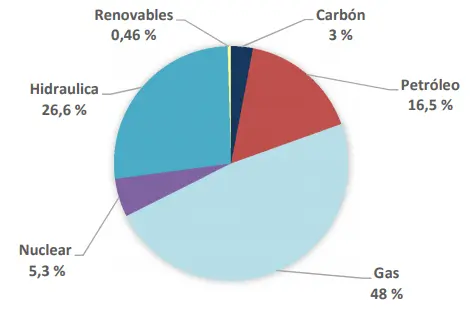 Renovables
0,46 %
Carbón
3 %
Petróleo
16,5 %
Gas
48 %
Nuclear
5,3 %
Hidraulica
26,6 %